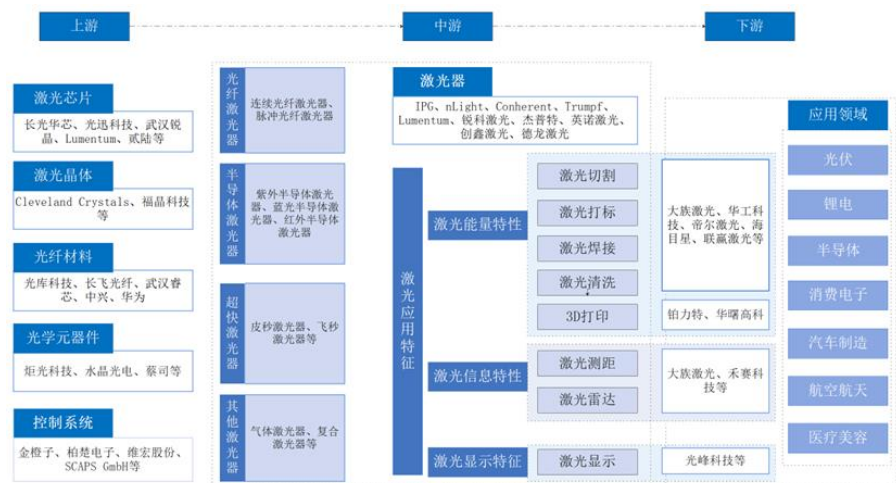 上游
中游
下游
激光芯片
长光华芯、光迅科技、武汉锐
晶、Lumentum、贰陆等
激光晶体
Cleveland Crystals、福晶科技
等
光纤材料
光库科技、长飞光纤、武汉睿
芯、中兴、华为
光学元器件
炬光科技、水晶光电、蔡司等
控制系统
金橙子、柏楚电子、维宏股份、
SCAPS GmbH等
光纤激光器
连续光纤激光器、
脉冲光纤激光器
半导体激光器
紫外半导体激光
器、蓝光半导体激
光器、红外半导体
激光器
超快激光器
皮秒激光器、飞秒
激光器等
其他激光器
气体激光器、复合
激光器等
激光器
IPG、nLight、Conherent、Trumpf、
Lumentum、锐科激光、杰普特、英诺激光、
创鑫激光、德龙激光
激光应用特征
激光能量特性
激光切割
激光打标
激光焊接
激光清洗
3D打印
大族激光、华工科
技、帝尔激光、海
目星、联赢激光等
铂力特、华曙高科
激光信息特性
激光测距
激光雷达
大族激光、禾赛科
技等
激光显示特征
激光显示
光峰科技等
应用领域
光伏
锂电
半导体
消费电子
汽车制造
航空航天
医疗美容